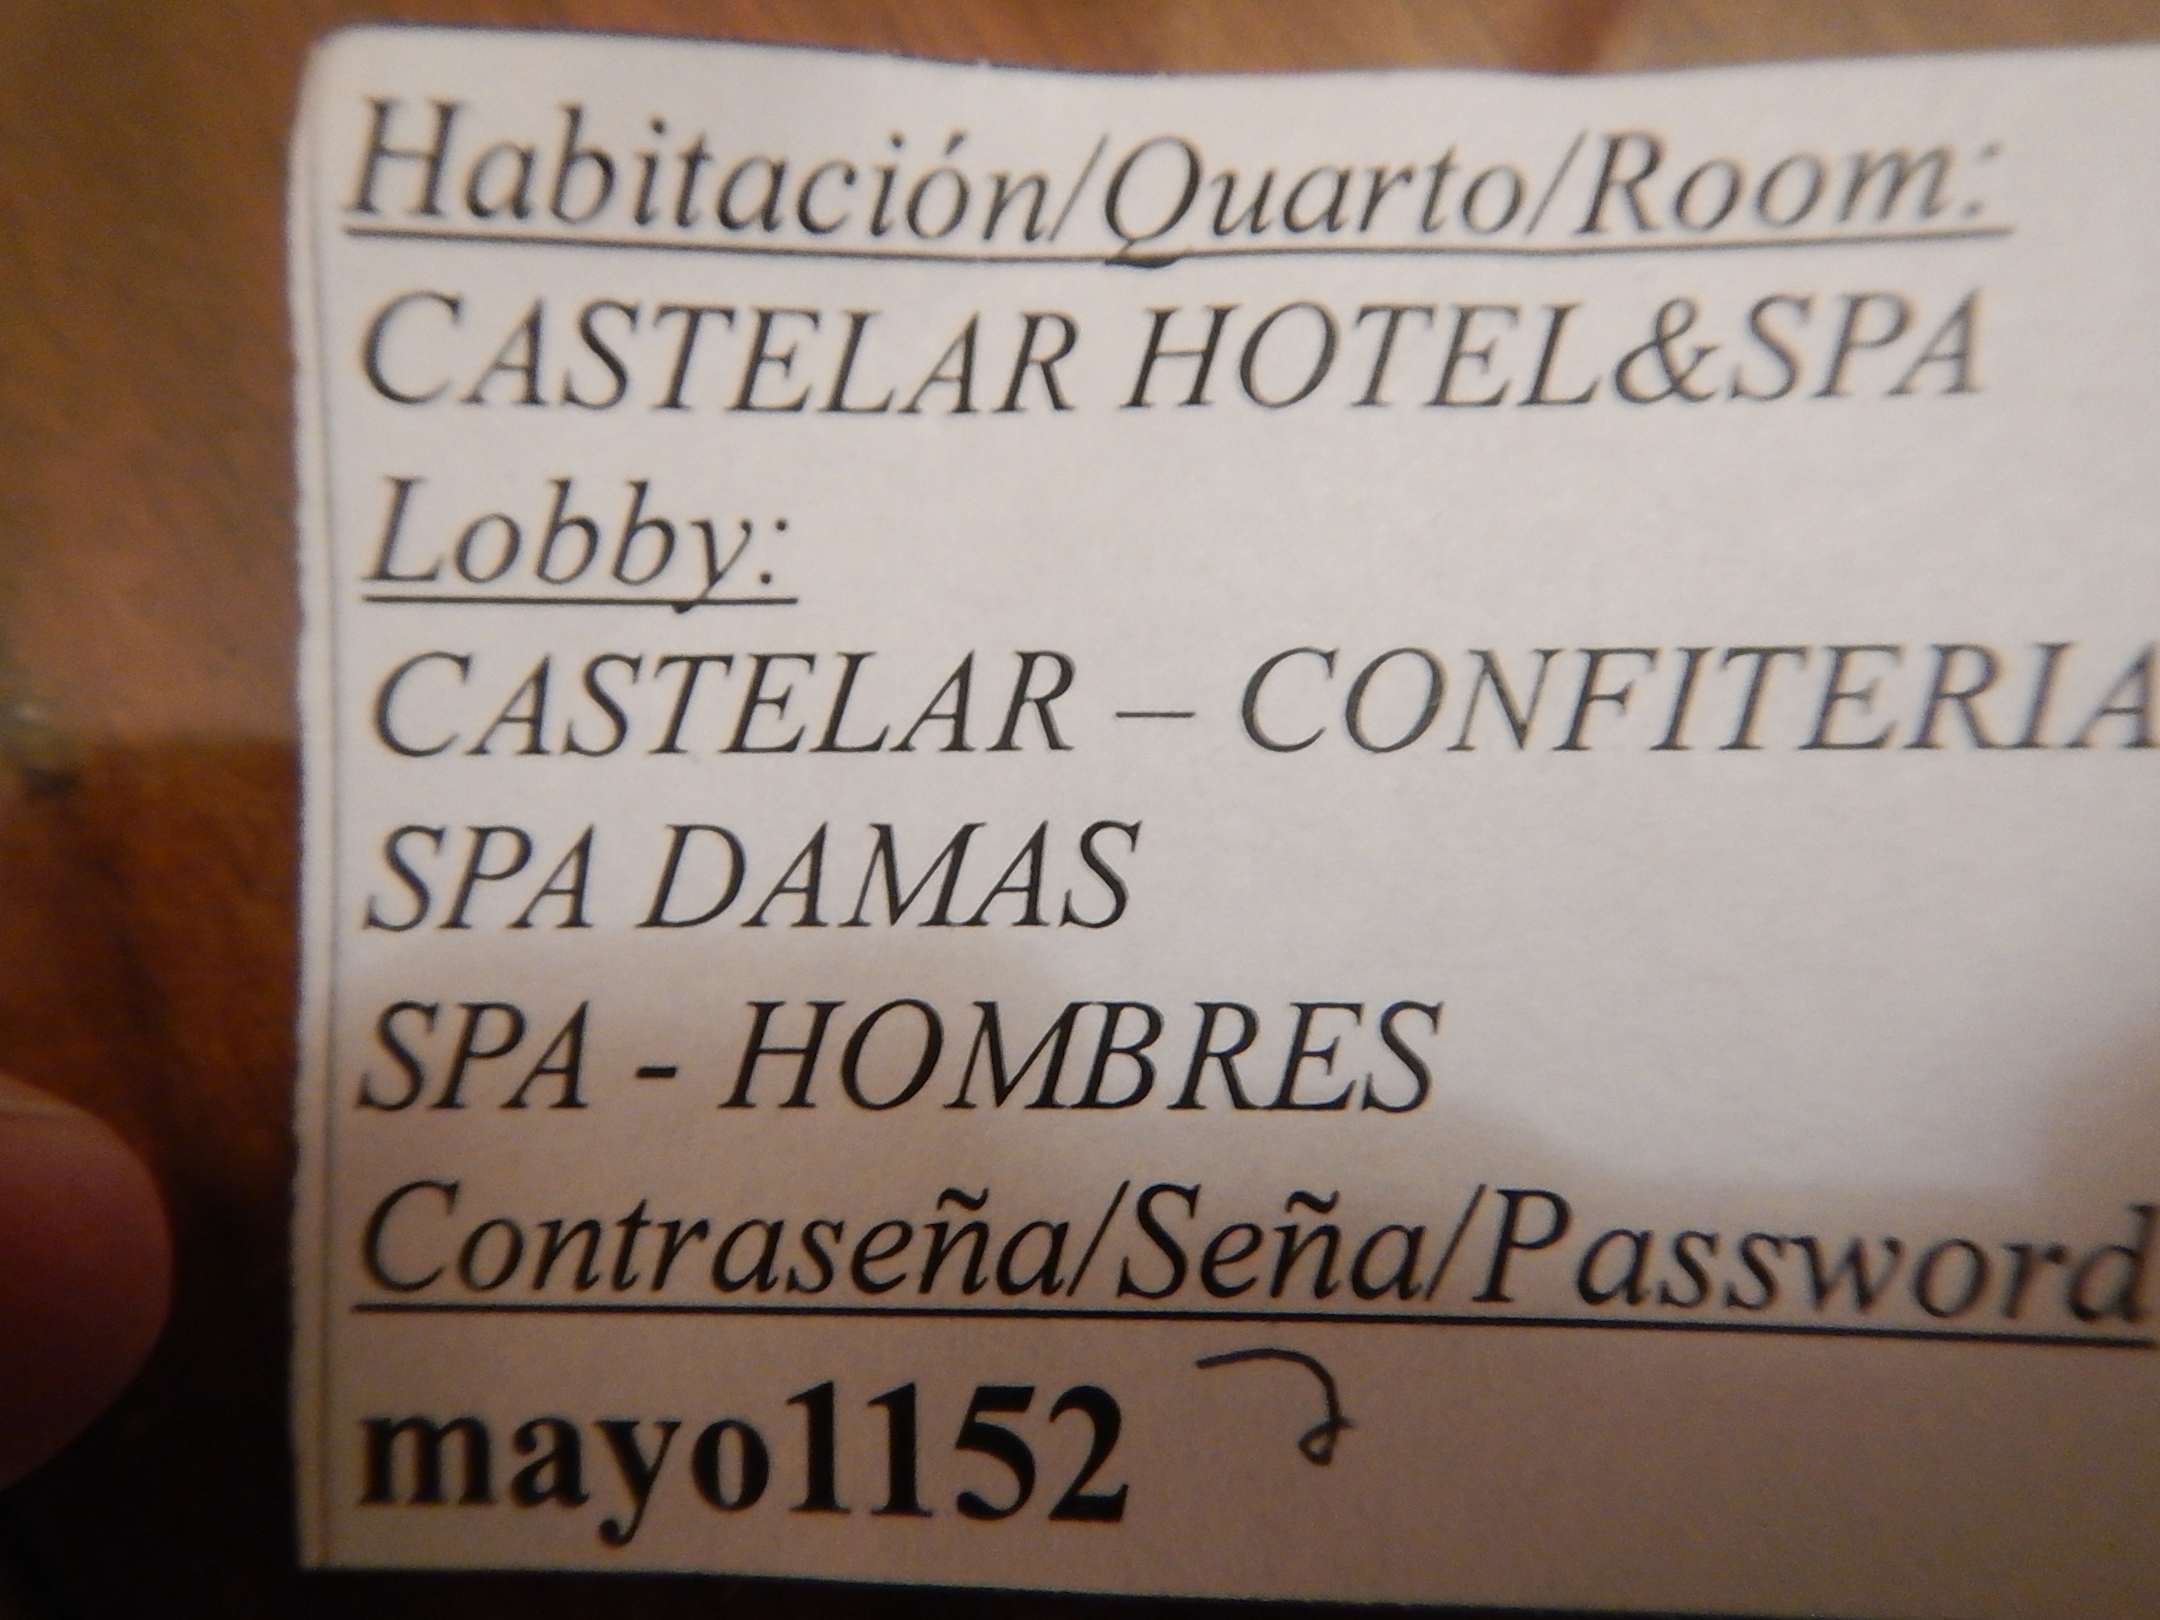 Habitación/Quarto/Room:
CASTELAR HOTEL&SPA
Lobby:
CASTELAR – CONFITERIA
SPA DAMAS
SPA - HOMBRES
Contraseña/Seña/Password
mayo1152